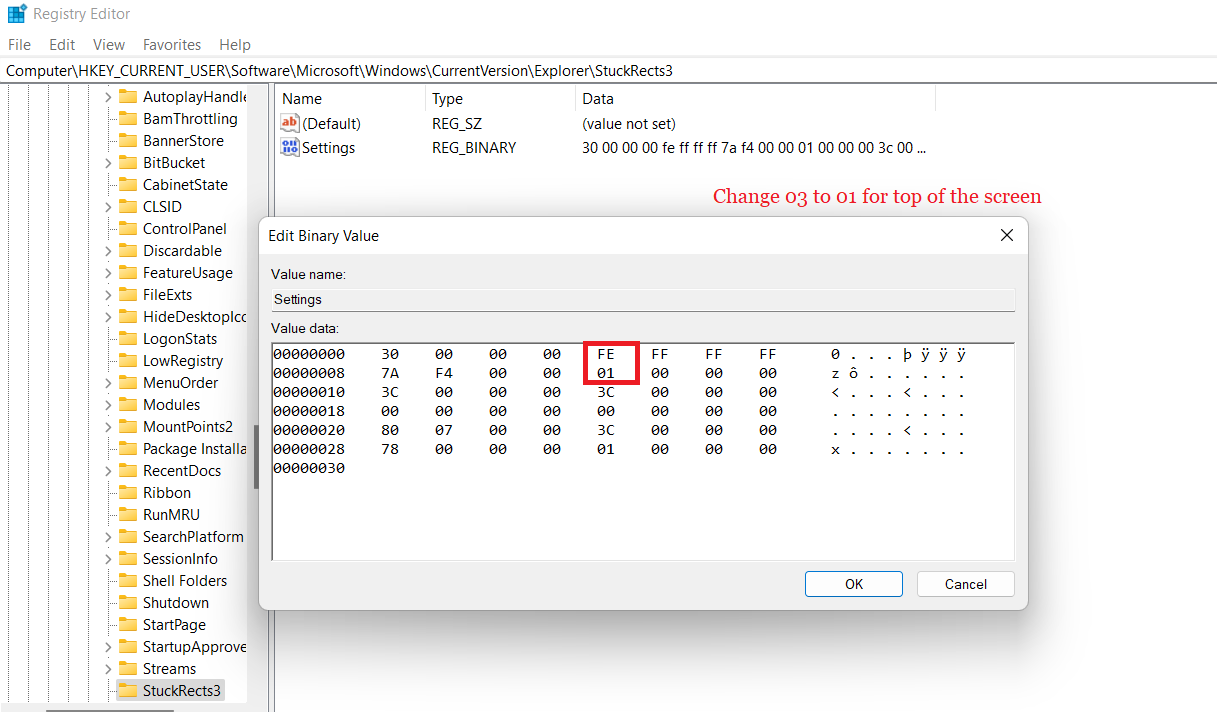 Registry Editor
File Edit View Favorites Help
Computer\HKEY_CURRENT_USER\Software\Microsoft\Windows\CurrentVersion\Explorer\StuckRects3
AutoplayHandle
BamThrottling
BannerStore
BitBucket
CabinetState
CLSID
ControlPanel
Discardable
FeatureUsage
FileExts
HideDesktopIco
LogonStats
LowRegistry
MenuOrder
Modules
MountPoints2
Package Installa
RecentDocs
Ribbon
RunMRU
SearchPlatform
SessionInfo
Shell Folders
Shutdown
StartPage
StartupApprove
Streams
StuckRects3
Name Type Data
(Default) REG_SZ (value not set)
Settings REG_BINARY 30 00 00 00 fe ff ff ff 7a f4 00 00 01 00 00 00 3c 00 ...
Change 03 to 01 for top of the screen
Edit Binary Value
Value name:
Settings
Value data:
00000000 30 00 00 00 FE FF FF FF 0 . . . þ ÿ ÿ ÿ
00000008 7A F4 00 00 01 00 00 00 z ô . . . . . .
00000010 3C 00 00 00 3C 00 00 00 < . . . < . . .
00000018 00 00 00 00 00 00 00 00 . . . . . . . .
00000020 80 07 00 00 3C 00 00 00 . . . . < . . .
00000028 78 00 00 00 01 00 00 00 x . . . . . . .
00000030
OK Cancel